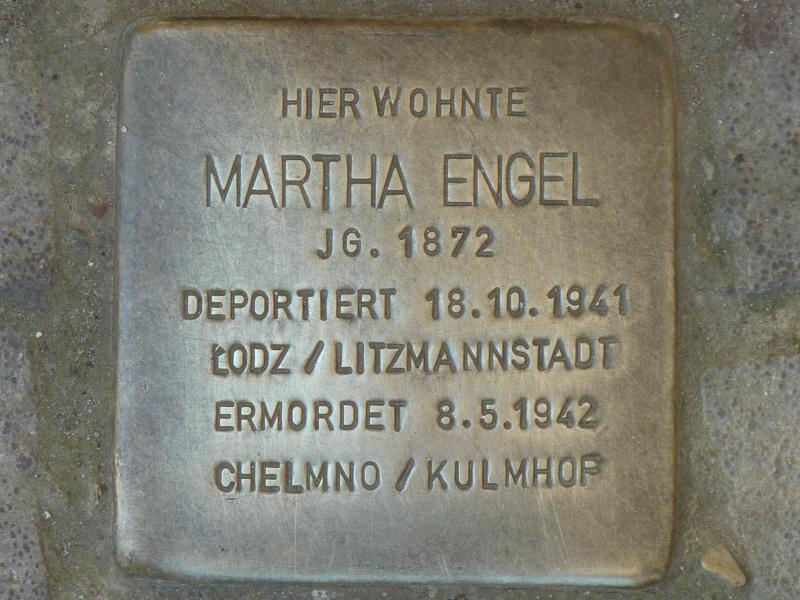 HIER WOHNTE
MARTHA ENGEL
JG. 1872
DEPORTIERT 18.10.1941
ŁODZ / LITZMANNSTADT
ERMORDET 8.5.1942
CHELMNO / KULMHOF